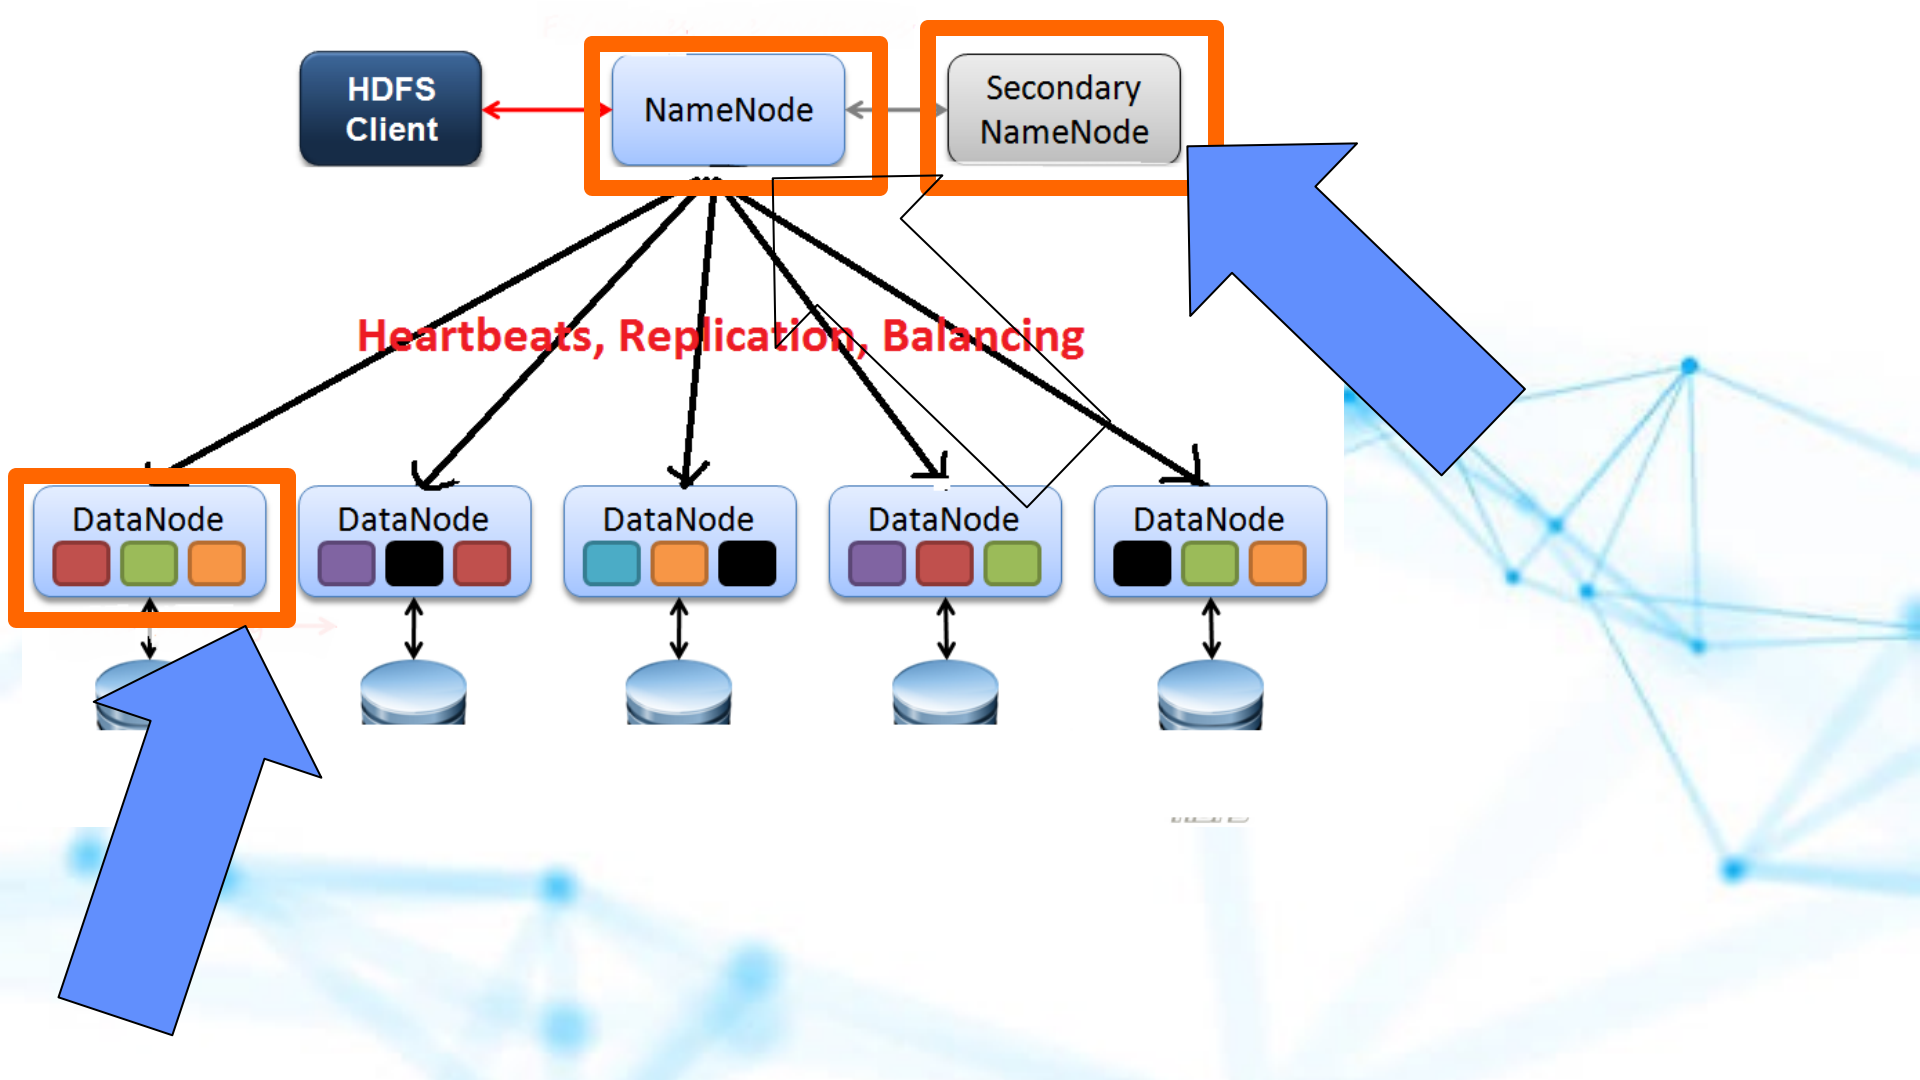 HDFS
Client
NameNode
Secondary
NameNode
Heartbeats, Replication, Balancing
DataNode
DataNode
DataNode
DataNode
DataNode